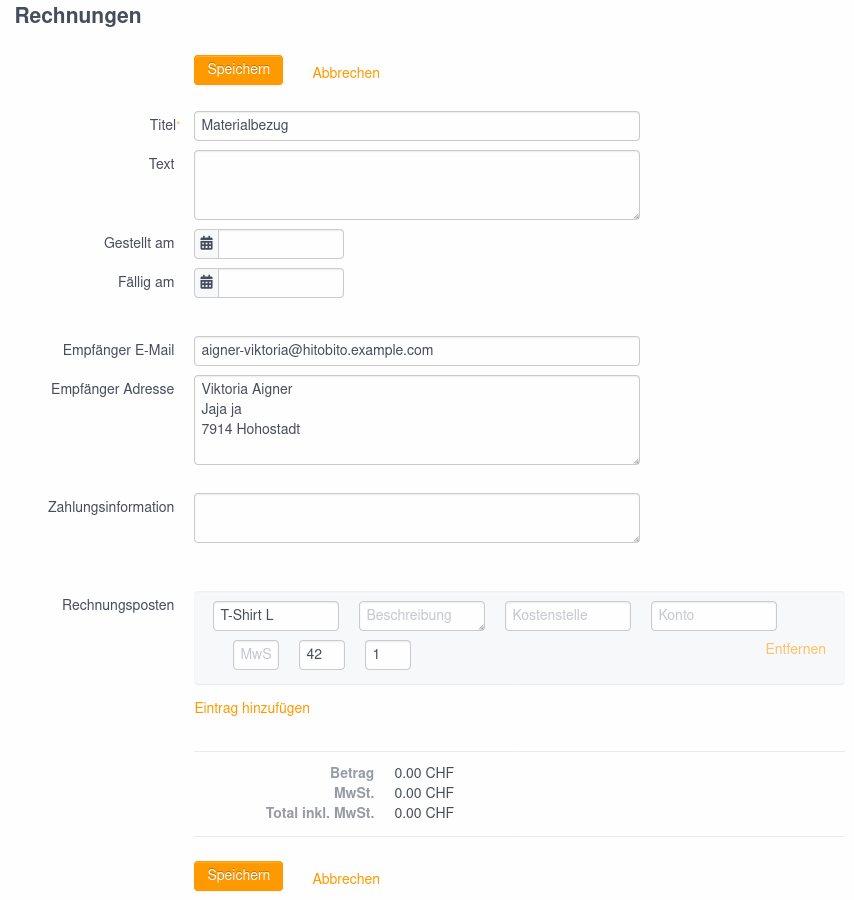 Rechnungen
Speichern Abbrechen
Titel* Materialbezug
Text
Gestellt am
Fällig am
Empfänger E-Mail aigner-viktoria@hitobito.example.com
Empfänger Adresse Viktoria Aigner
Jaja ja
7914 Hohostadt
Zahlungsinformation
Rechnungsposten T-Shirt L Beschreibung Kostenstelle Konto
MwS 42 1 Entfernen
Eintrag hinzufügen
Betrag 0.00 CHF
MwSt. 0.00 CHF
Total inkl. MwSt. 0.00 CHF
Speichern Abbrechen